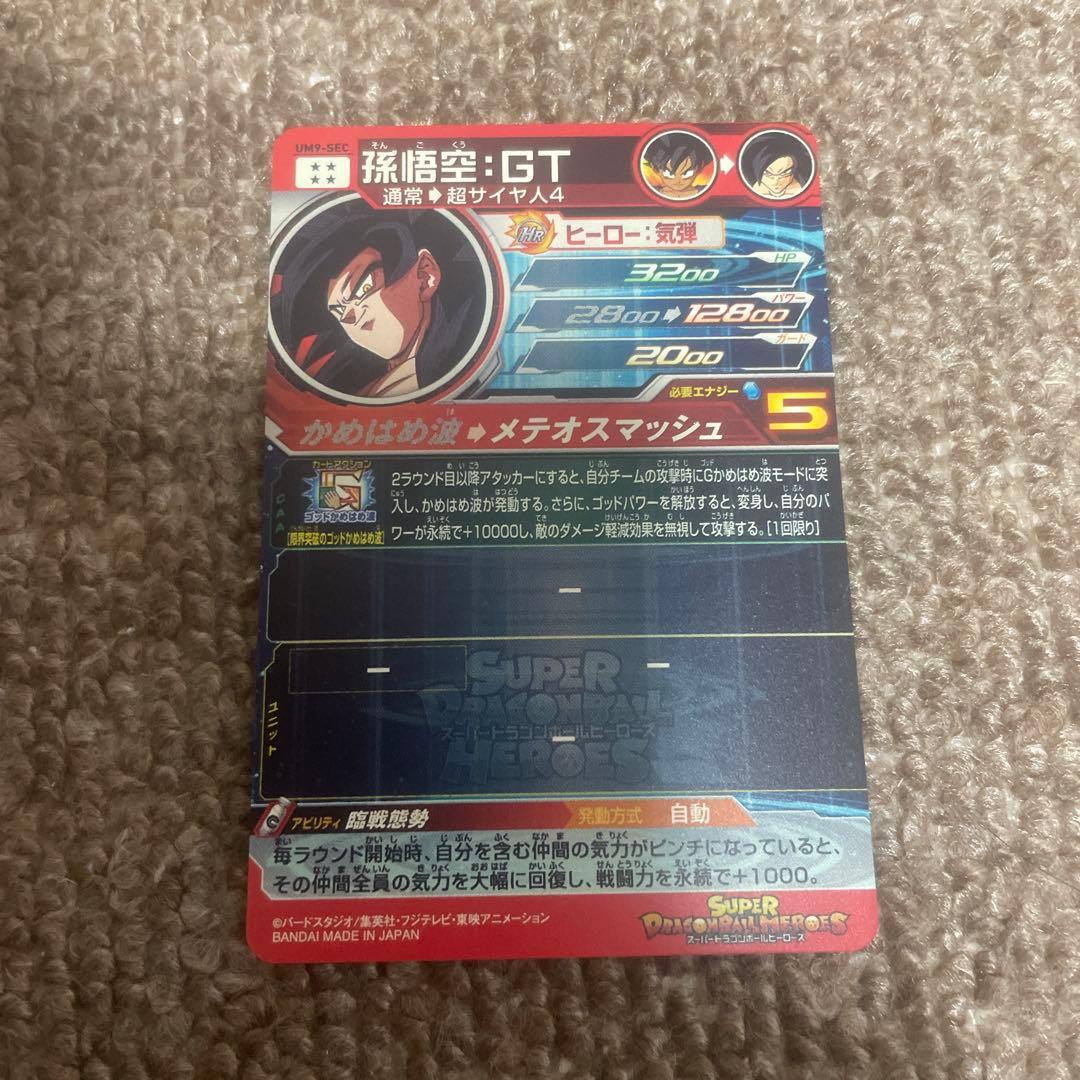 UM9-SEC
孫悟空:GT
そん ご くう
通常➡超サイヤ人4
HR ヒーロー:気弾
HP
3200
パワー
2800➡12800
ガード
2000
必要エナジー 5
かめはめ波➡メテオスマッシュ
カードアクション
ゴッドかめはめ波
[限界突破のゴッドかめはめ波]
CAA
2ラウンド目以降アタッカーにすると、自分チームの攻撃時にGかめはめ波モードに突
入し、かめはめ波が発動する。さらに、ゴッドパワーを解放すると、変身し、自分のパ
ワーが永続で+10000し、敵のダメージ軽減効果を無視して攻撃する。[1回限り]
ー
ー ー
ー
ユニット
SUPER
DRAGONBALL
スーパードラゴンボールヒーローズ
HEROES
アビリティ 臨戦態勢 発動方式 自動
毎ラウンド開始時、自分を含む仲間の気力がピンチになっていると、
その仲間全員の気力を大幅に回復し、戦闘力を永続で+1000。
©バードスタジオ/集英社・フジテレビ・東映アニメーション
BANDAI MADE IN JAPAN
SUPER
DRAGONBALL HEROES
スーパードラゴンボールヒーローズ